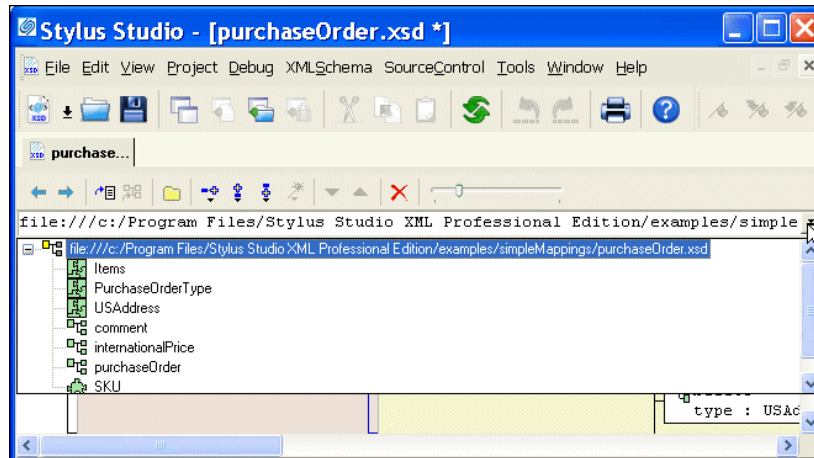 Stylus Studio - [purchaseOrder.xsd *]
File Edit View Project Debug XMLSchema SourceControl Tools Window Help
XSD
XSD purchase...
file:///c:/Program Files/Stylus Studio XML Professional Edition/examples/simple
file:///c:/Program Files/Stylus Studio XML Professional Edition/examples/simpleMappings/purchaseOrder.xsd
Items
PurchaseOrderType
USAddress
comment
internationalPrice
purchaseOrder
SKU
type : USAd